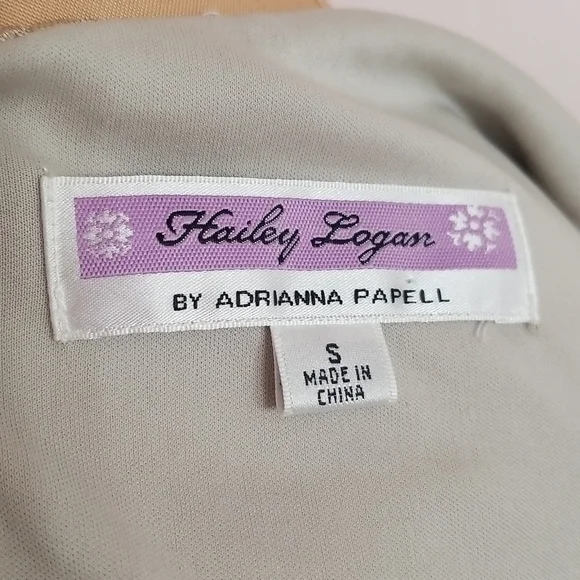 Hailey Logan
BY ADRIANNA PAPELL
S
MADE IN
CHINA